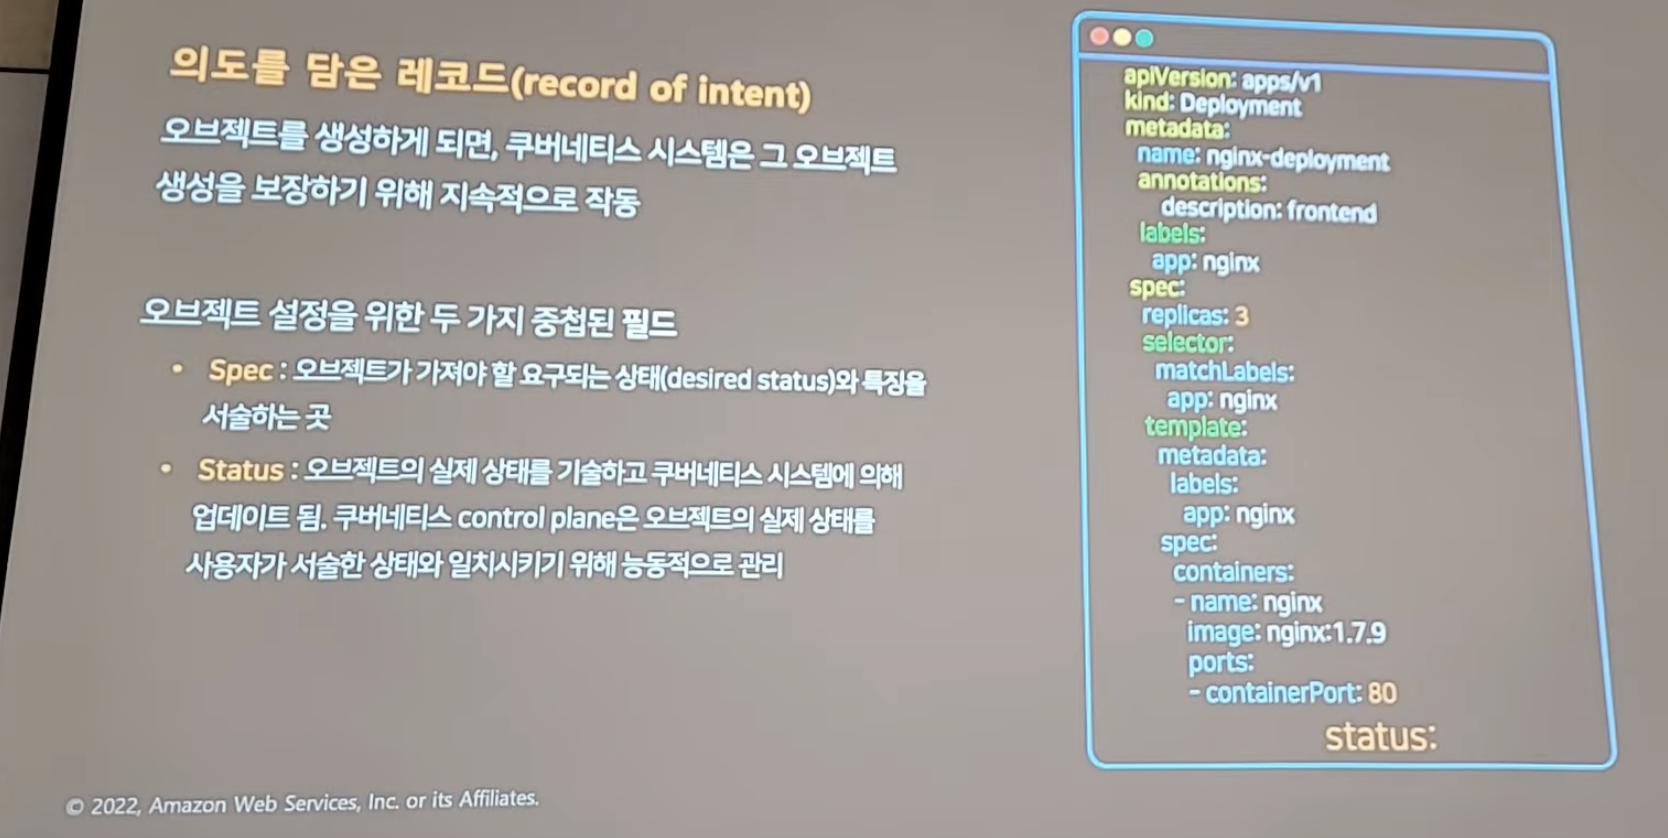 의도를 담은 레코드(record of intent)
오브젝트를 생성하게 되면, 쿠버네티스 시스템은 그 오브젝트
생성을 보장하기 위해 지속적으로 작동
오브젝트 설정을 위한 두 가지 중첩된 필드
• Spec : 오브젝트가 가져야 할 요구되는 상태(desired status)와 특징을
서술하는 곳
• Status : 오브젝트의 실제 상태를 기술하고 쿠버네티스 시스템에 의해
업데이트 됨. 쿠버네티스 control plane은 오브젝트의 실제 상태를
사용자가 서술한 상태와 일치시키기 위해 능동적으로 관리
apiVersion: apps/v1
kind: Deployment
metadata:
name: nginx-deployment
annotations:
description: frontend
labels:
app: nginx
spec:
replicas: 3
selector:
matchLabels:
app: nginx
template:
metadata:
labels:
app: nginx
spec:
containers:
- name: nginx
image: nginx:1.7.9
ports:
- containerPort: 80
status:
© 2022, Amazon Web Services, Inc. or its Affiliates.